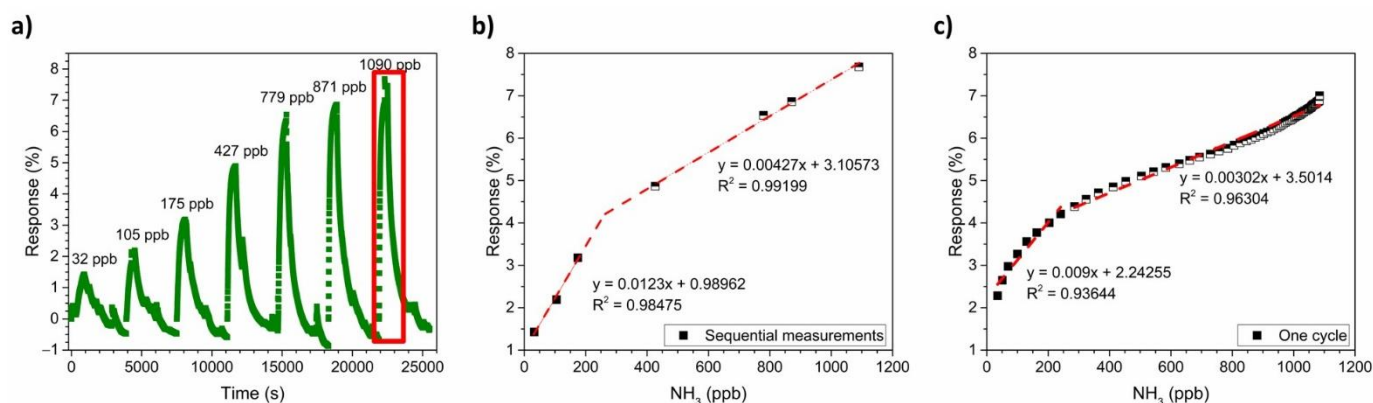 a)
Response (%)
8
7
6
5
4
3
2
1
0
−1
32 ppb
105 ppb
175 ppb
427 ppb
779 ppb
871 ppb
1090 ppb
0 5000 10000 15000 20000 25000
Time (s)
b)
Response (%)
8
7
6
5
4
3
2
1
y = 0.00427x + 3.10573
R² = 0.99199
y = 0.0123x + 0.98962
R² = 0.98475
Sequential measurements
0 200 400 600 800 1000 1200
NH₃ (ppb)
c)
Response (%)
8
7
6
5
4
3
2
1
y = 0.00302x + 3.5014
R² = 0.96304
y = 0.009x + 2.24255
R² = 0.93644
One cycle
0 200 400 600 800 1000 1200
NH₃ (ppb)